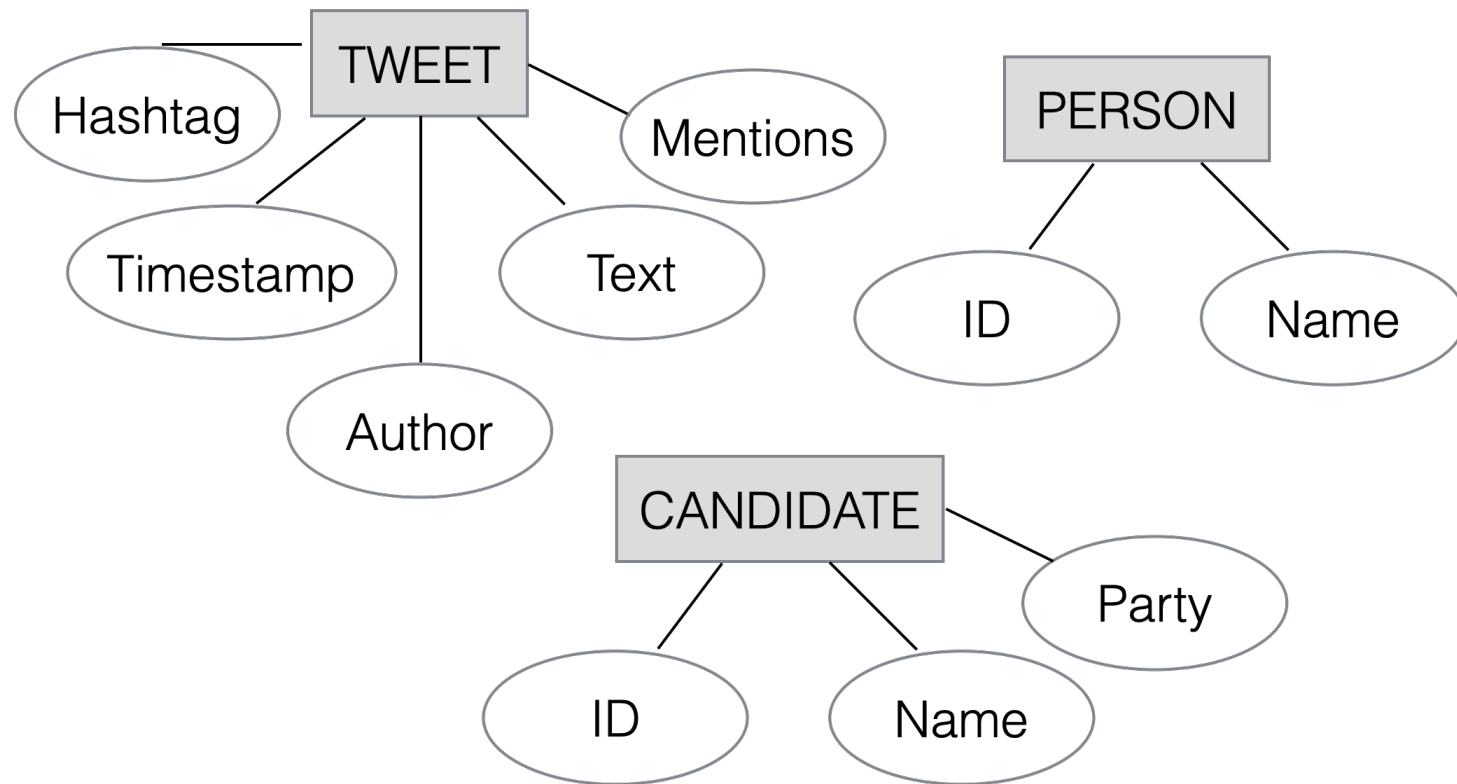 TWEET
Hashtag
Mentions
Timestamp
Text
Author
PERSON
ID
Name
CANDIDATE
Party
ID
Name